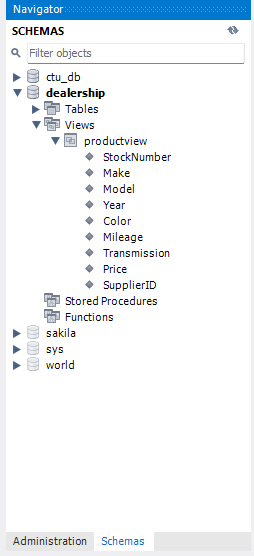 Navigator
SCHEMAS
Filter objects
ctu_db
dealership
Tables
Views
productview
StockNumber
Make
Model
Year
Color
Mileage
Transmission
Price
SupplierID
Stored Procedures
Functions
sakila
sys
world
Administration Schemas